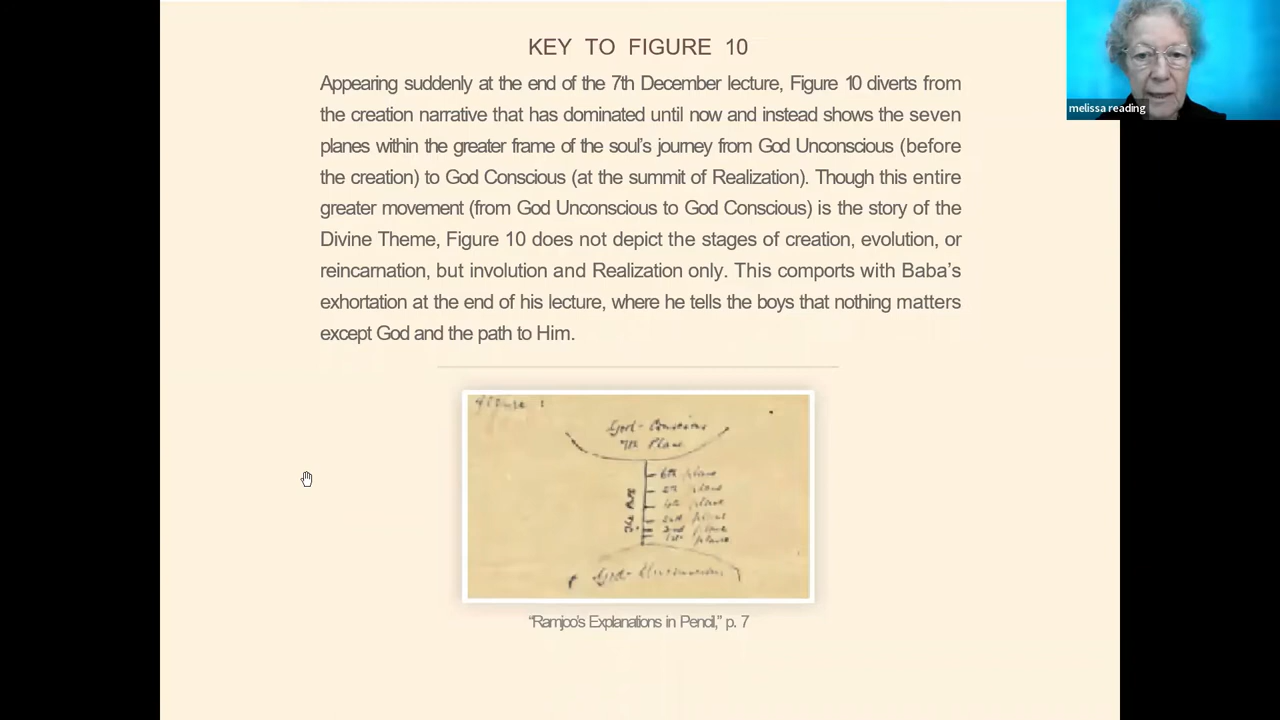 KEY TO FIGURE 10
Appearing suddenly at the end of the 7th December lecture, Figure 10 diverts from
the creation narrative that has dominated until now and instead shows the seven
planes within the greater frame of the soul's journey from God Unconscious (before
the creation) to God Conscious (at the summit of Realization). Though this entire
greater movement (from God Unconscious to God Conscious) is the story of the
Divine Theme, Figure 10 does not depict the stages of creation, evolution, or
reincarnation, but involution and Realization only. This comports with Baba's
exhortation at the end of his lecture, where he tells the boys that nothing matters
except God and the path to Him.
figure :
God-Conscious
7th Plane
6th plane
5th plane
4th plane
3rd plane
2nd plane
1st plane
The
God-Unconscious
"Ramjoo's Explanations in Pencil," p. 7
melissa reading